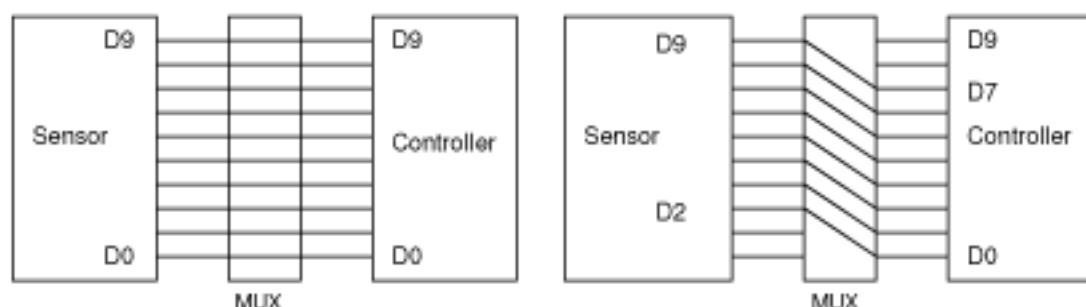 D9
D9
Sensor
Controller
D0
D0
MUX
D9
D9
D7
Sensor
Controller
D2
D0
MUX